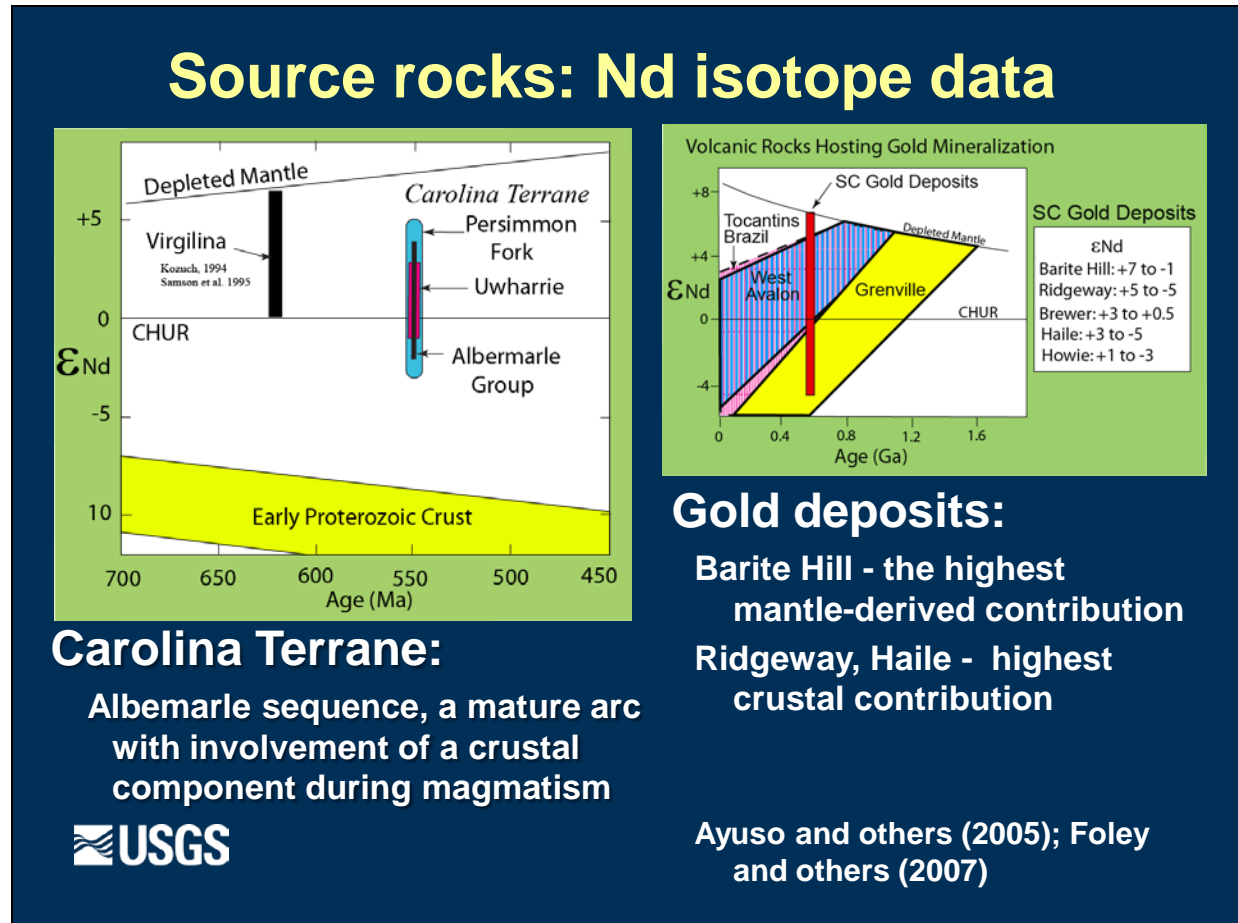 Source rocks: Nd isotope data
Depleted Mantle
Carolina Terrane
Persimmon
Fork
+5
Virgilina
Kozuch, 1994
Samson et al. 1995
Uwharrie
0
CHUR
εNd
Albermarle
Group
-5
10
Early Proterozoic Crust
700 650 600 550 500 450
Age (Ma)
Volcanic Rocks Hosting Gold Mineralization
+8
SC Gold Deposits
Tocantins
Brazil
Depleted Mantle
+4
West
Avalon
εNd
Grenville
0
CHUR
-4
0 0.4 0.8 1.2 1.6
Age (Ga)
SC Gold Deposits
εNd
Barite Hill: +7 to -1
Ridgeway: +5 to -5
Brewer: +3 to +0.5
Haile: +3 to -5
Howie: +1 to -3
Carolina Terrane:
Albemarle sequence, a mature arc
with involvement of a crustal
component during magmatism
Gold deposits:
Barite Hill - the highest
mantle-derived contribution
Ridgeway, Haile - highest
crustal contribution
USGS
Ayuso and others (2005); Foley
and others (2007)